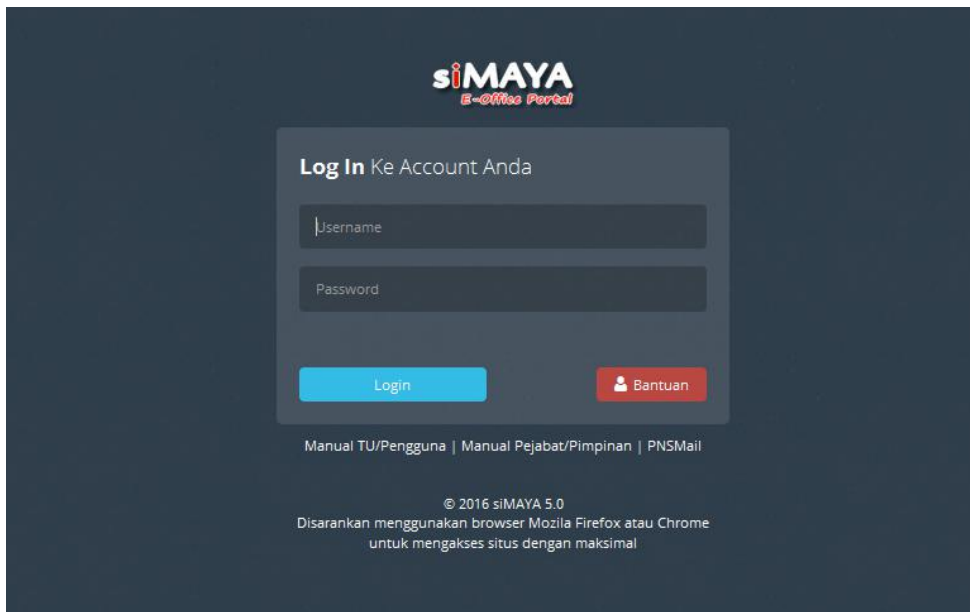 siMAYA
E-Office Portal
Log In Ke Account Anda
Username
Password
Login
Bantuan
Manual TU/Pengguna | Manual Pejabat/Pimpinan | PNSMail
© 2016 siMAYA 5.0
Disarankan menggunakan browser Mozila Firefox atau Chrome
untuk mengakses situs dengan maksimal